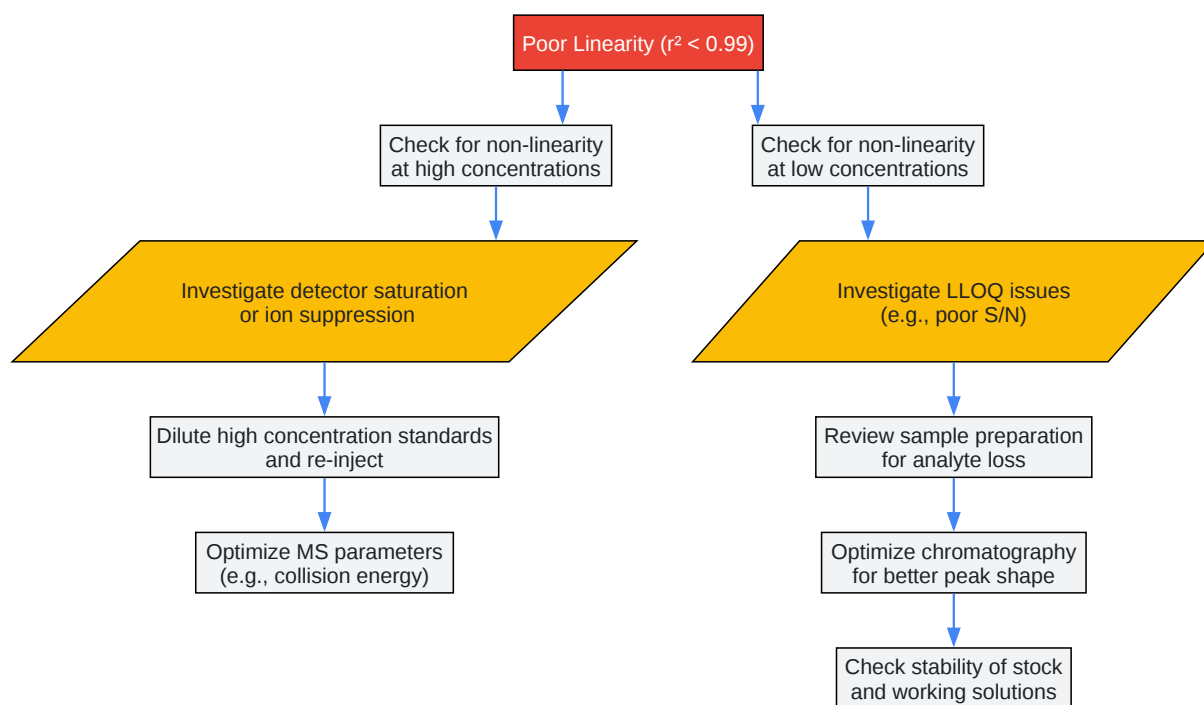 Poor Linearity (r² < 0.99)
Check for non-linearity
at high concentrations
Check for non-linearity
at low concentrations
Investigate detector saturation
or ion suppression
Investigate LLOQ issues
(e.g., poor S/N)
Dilute high concentration standards
and re-inject
Review sample preparation
for analyte loss
Optimize MS parameters
(e.g., collision energy)
Optimize chromatography
for better peak shape
Check stability of stock
and working solutions